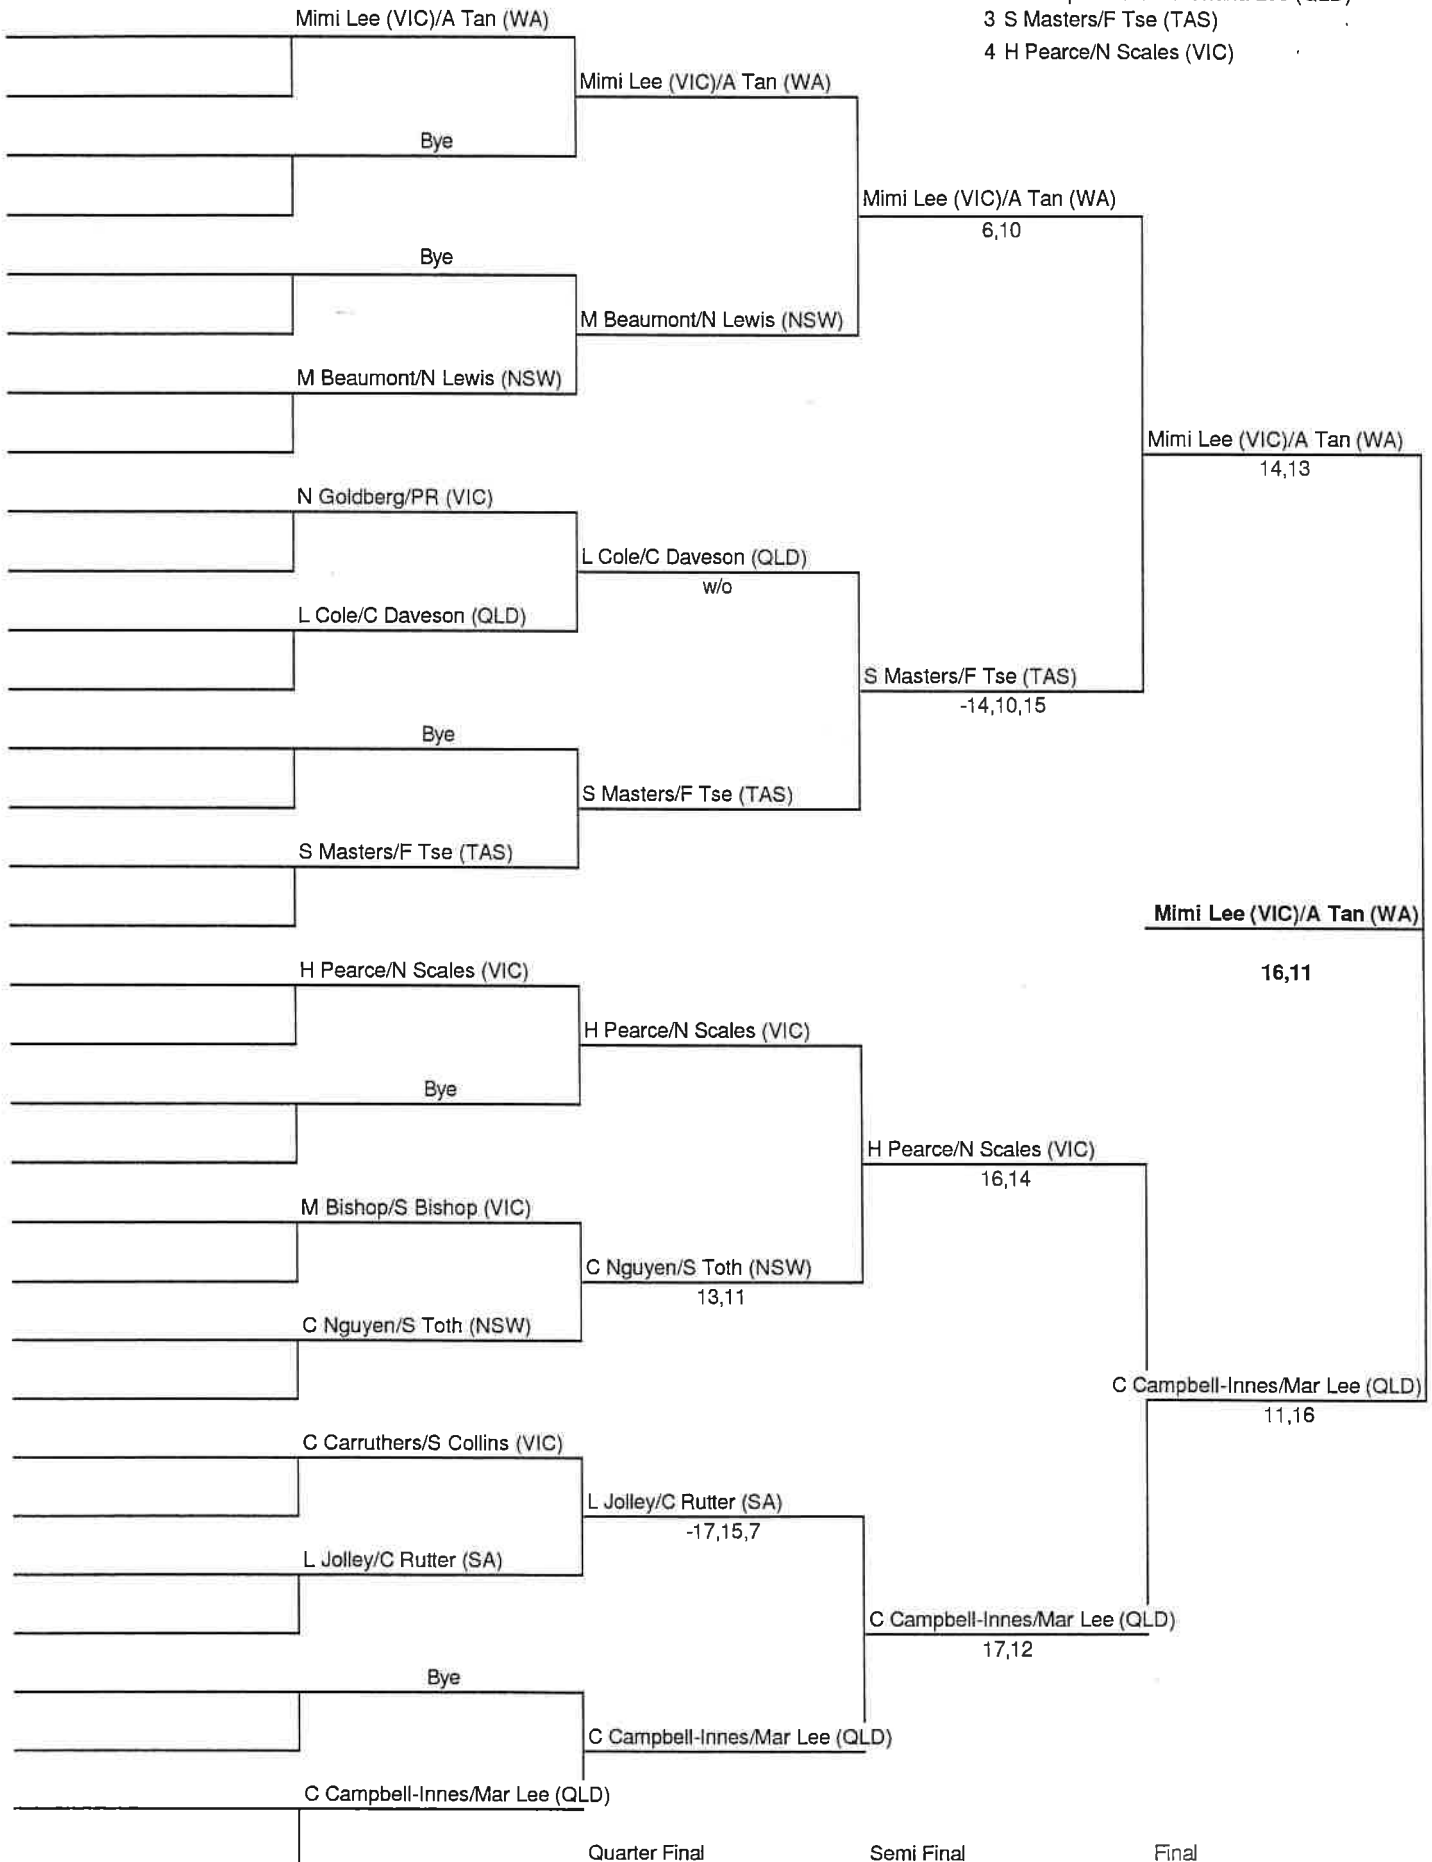 (QLD)
3 S Masters/F Tse (TAS)
4 H Pearce/N Scales (VIC)
Mimi Lee (VIC)/A Tan (WA)
Mimi Lee (VIC)/A Tan (WA)
Bye
Mimi Lee (VIC)/A Tan (WA)
6,10
Bye
M Beaumont/N Lewis (NSW)
M Beaumont/N Lewis (NSW)
Mimi Lee (VIC)/A Tan (WA)
14,13
N Goldberg/PR (VIC)
L Cole/C Daveson (QLD)
w/o
L Cole/C Daveson (QLD)
S Masters/F Tse (TAS)
-14,10,15
Bye
S Masters/F Tse (TAS)
S Masters/F Tse (TAS)
Mimi Lee (VIC)/A Tan (WA)
16,11
H Pearce/N Scales (VIC)
H Pearce/N Scales (VIC)
Bye
H Pearce/N Scales (VIC)
16,14
M Bishop/S Bishop (VIC)
C Nguyen/S Toth (NSW)
13,11
C Nguyen/S Toth (NSW)
C Campbell-Innes/Mar Lee (QLD)
11,16
C Carruthers/S Collins (VIC)
L Jolley/C Rutter (SA)
-17,15,7
L Jolley/C Rutter (SA)
C Campbell-Innes/Mar Lee (QLD)
17,12
Bye
C Campbell-Innes/Mar Lee (QLD)
C Campbell-Innes/Mar Lee (QLD)
Quarter Final Semi Final Final